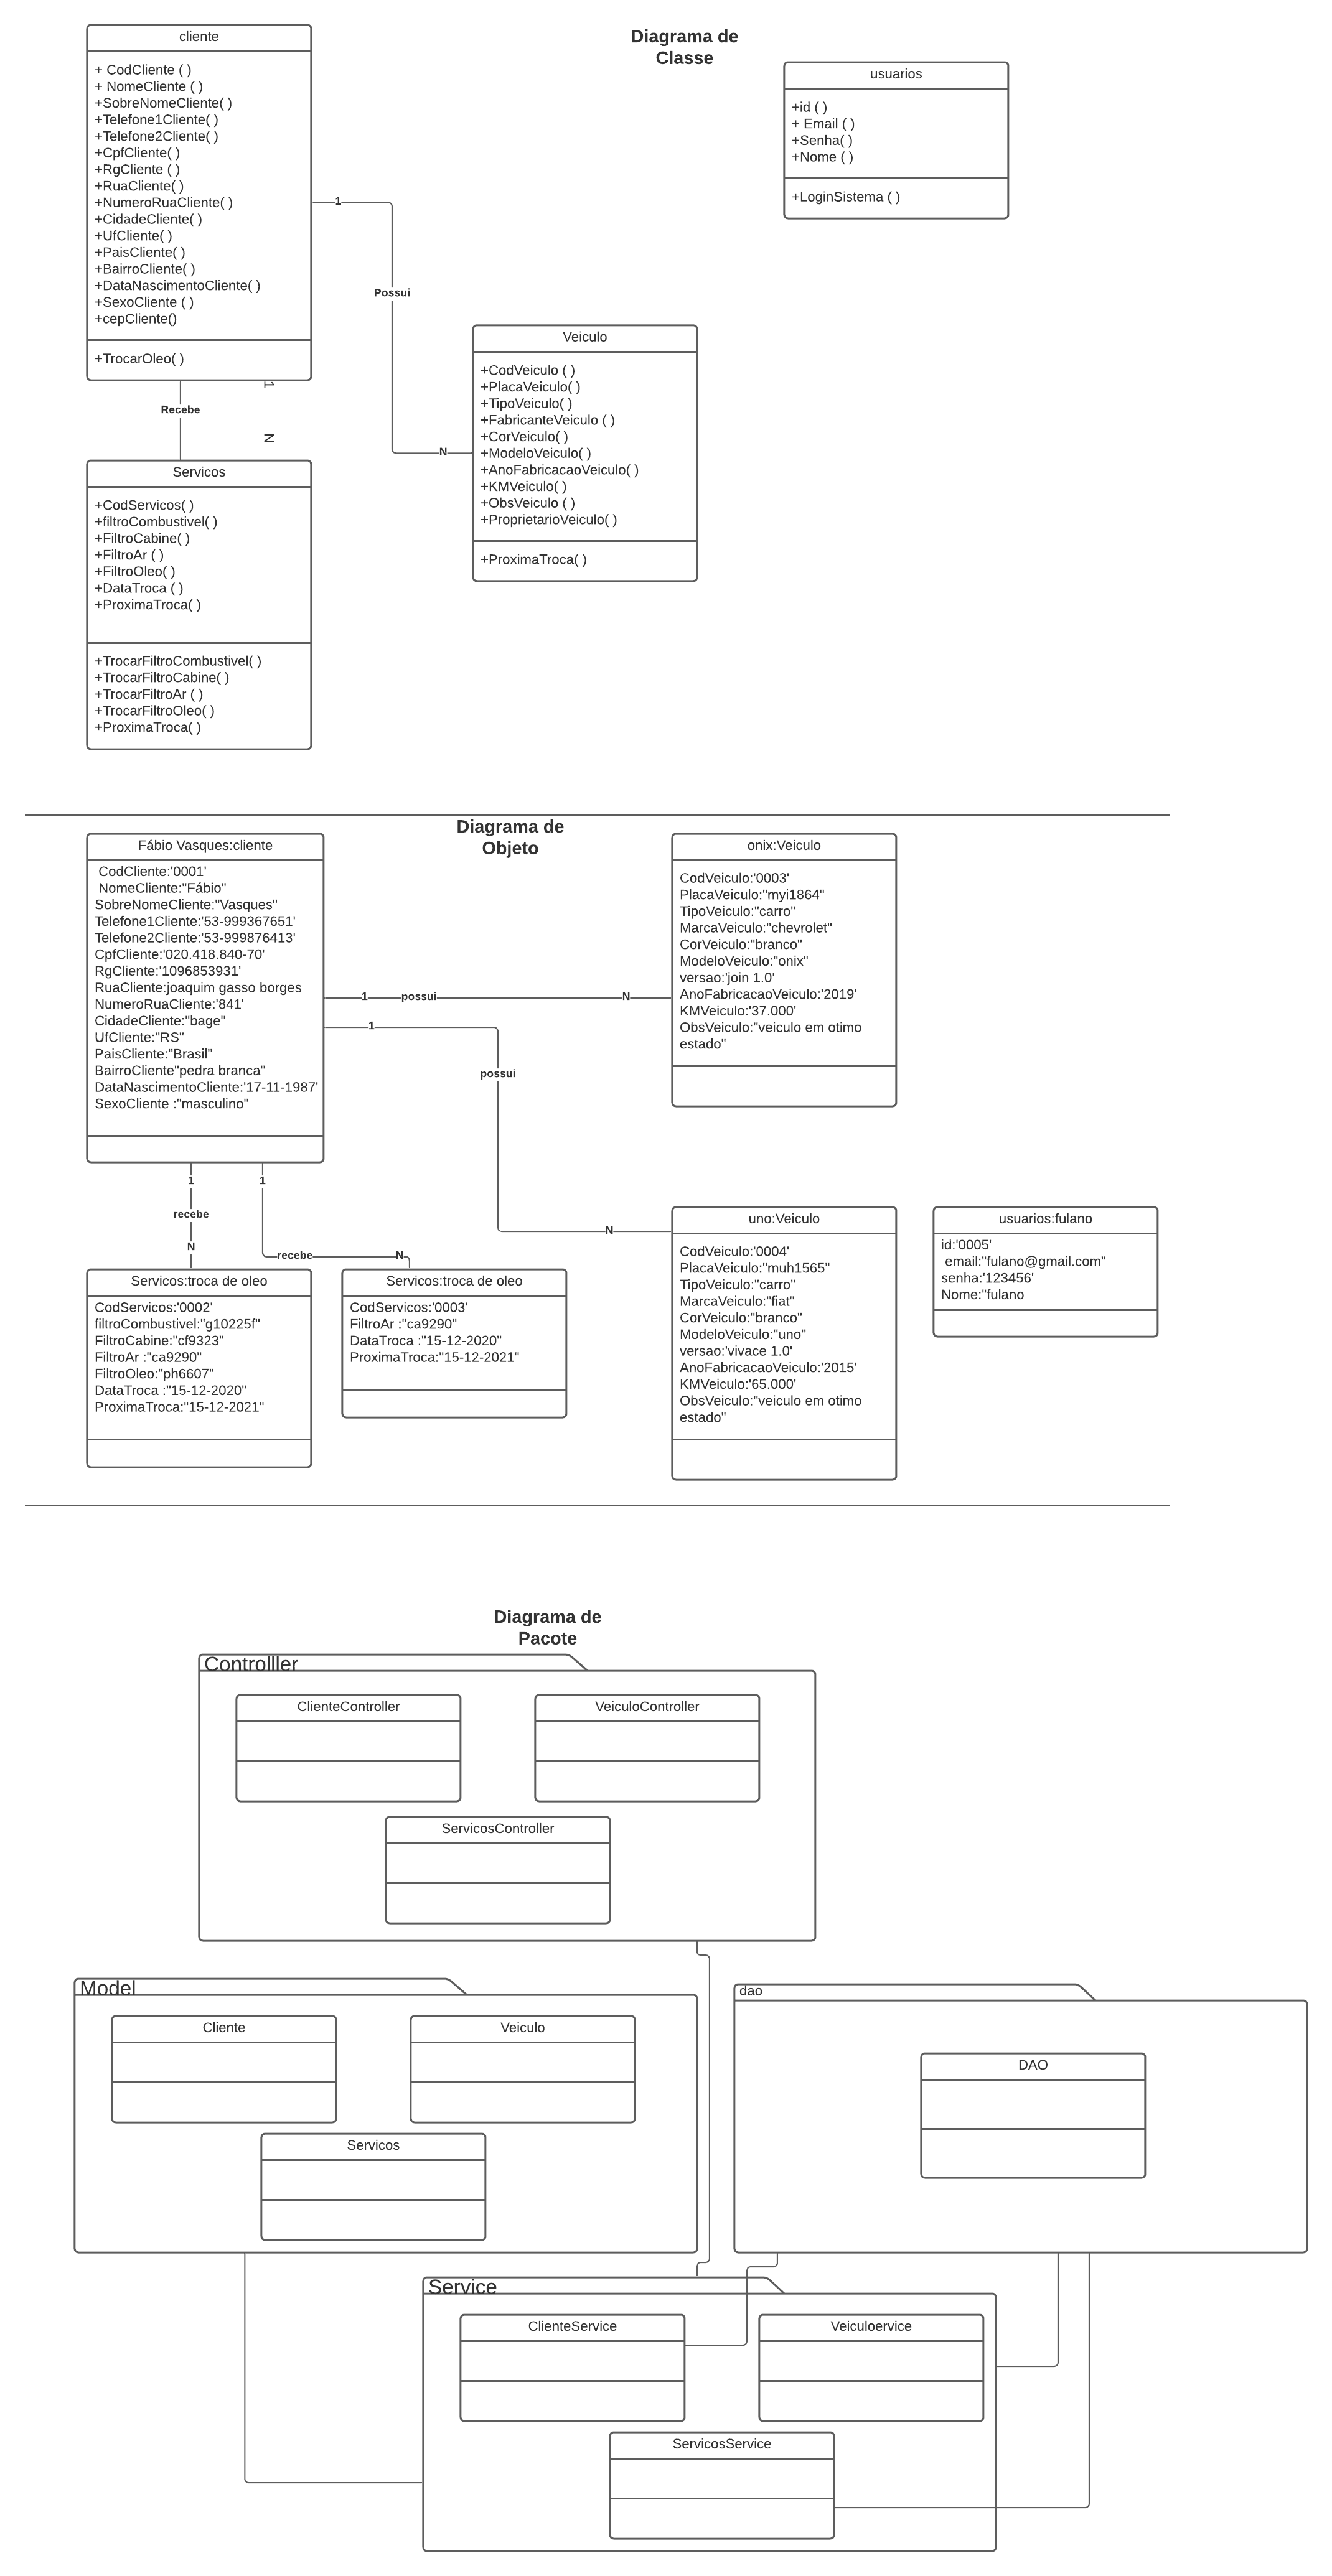 Diagrama de
Classe
cliente
+ CodCliente ( )
+ NomeCliente ( )
+SobreNomeCliente( )
+Telefone1Cliente( )
+Telefone2Cliente( )
+CpfCliente( )
+RgCliente ( )
+RuaCliente( )
+NumeroRuaCliente( )
+CidadeCliente( )
+UfCliente( )
+PaisCliente( )
+BairroCliente( )
+DataNascimentoCliente( )
+SexoCliente ( )
+cepCliente()
+TrocarOleo( )
usuarios
+id ( )
+ Email ( )
+Senha( )
+Nome ( )
+LoginSistema ( )
1
Possui
N
Veiculo
+CodVeiculo ( )
+PlacaVeiculo( )
+TipoVeiculo( )
+FabricanteVeiculo ( )
+CorVeiculo( )
+ModeloVeiculo( )
+AnoFabricacaoVeiculo( )
+KMVeiculo( )
+ObsVeiculo ( )
+ProprietarioVeiculo( )
+ProximaTroca( )
1
Recebe
N
Servicos
+CodServicos( )
+filtroCombustivel( )
+FiltroCabine( )
+FiltroAr ( )
+FiltroOleo( )
+DataTroca ( )
+ProximaTroca( )
+TrocarFiltroCombustivel( )
+TrocarFiltroCabine( )
+TrocarFiltroAr ( )
+TrocarFiltroOleo( )
+ProximaTroca( )
Diagrama de
Objeto
Fábio Vasques:cliente
CodCliente:'0001'
NomeCliente:"Fábio"
SobreNomeCliente:"Vasques"
Telefone1Cliente:'53-999367651'
Telefone2Cliente:'53-999876413'
CpfCliente:'020.418.840-70'
RgCliente:'1096853931'
RuaCliente:joaquim gasso borges
NumeroRuaCliente:'841'
CidadeCliente:"bage"
UfCliente:"RS"
PaisCliente:"Brasil"
BairroCliente"pedra branca"
DataNascimentoCliente:'17-11-1987'
SexoCliente :"masculino"
1
possui
N
1
possui
N
onix:Veiculo
CodVeiculo:'0003'
PlacaVeiculo:"myi1864"
TipoVeiculo:"carro"
MarcaVeiculo:"chevrolet"
CorVeiculo:"branco"
ModeloVeiculo:"onix"
versao:'join 1.0'
AnoFabricacaoVeiculo:'2019'
KMVeiculo:'37.000'
ObsVeiculo:"veiculo em otimo
estado"
1
recebe
N
1
recebe
N
Servicos:troca de oleo
CodServicos:'0002'
filtroCombustivel:"g10225f"
FiltroCabine:"cf9323"
FiltroAr :"ca9290"
FiltroOleo:"ph6607"
DataTroca :"15-12-2020"
ProximaTroca:"15-12-2021"
Servicos:troca de oleo
CodServicos:'0003'
FiltroAr :"ca9290"
DataTroca :"15-12-2020"
ProximaTroca:"15-12-2021"
uno:Veiculo
CodVeiculo:'0004'
PlacaVeiculo:"muh1565"
TipoVeiculo:"carro"
MarcaVeiculo:"fiat"
CorVeiculo:"branco"
ModeloVeiculo:"uno"
versao:'vivace 1.0'
AnoFabricacaoVeiculo:'2015'
KMVeiculo:'65.000'
ObsVeiculo:"veiculo em otimo
estado"
usuarios:fulano
id:'0005'
email:"fulano@gmail.com"
senha:'123456'
Nome:"fulano
Diagrama de
Pacote
Controlller
ClienteController
VeiculoController
ServicosController
Model
Cliente
Veiculo
Servicos
dao
DAO
Service
ClienteService
Veiculoervice
ServicosService